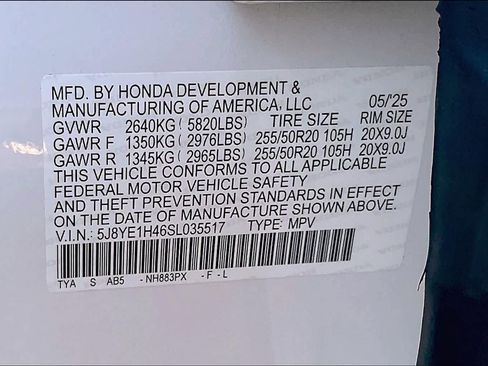 MFD. BY HONDA DEVELOPMENT &
MANUFACTURING OF AMERICA, LLC 05/'25
GVWR 2640KG ( 5820LBS) TIRE SIZE RIM SIZE
GAWR F 1350KG ( 2976LBS) 255/50R20 105H 20X9.0J
GAWR R 1345KG ( 2965LBS) 255/50R20 105H 20X9.0J
THIS VEHICLE CONFORMS TO ALL APPLICABLE
FEDERAL MOTOR VEHICLE SAFETY
AND THEFT PREVENTION STANDARDS IN EFFECT
ON THE DATE OF MANUFACTURE SHOWN ABOVE.
V.I.N.: 5J8YE1H46SL035517 TYPE: MPV
TYA S AB5 - NH883PX - F - L